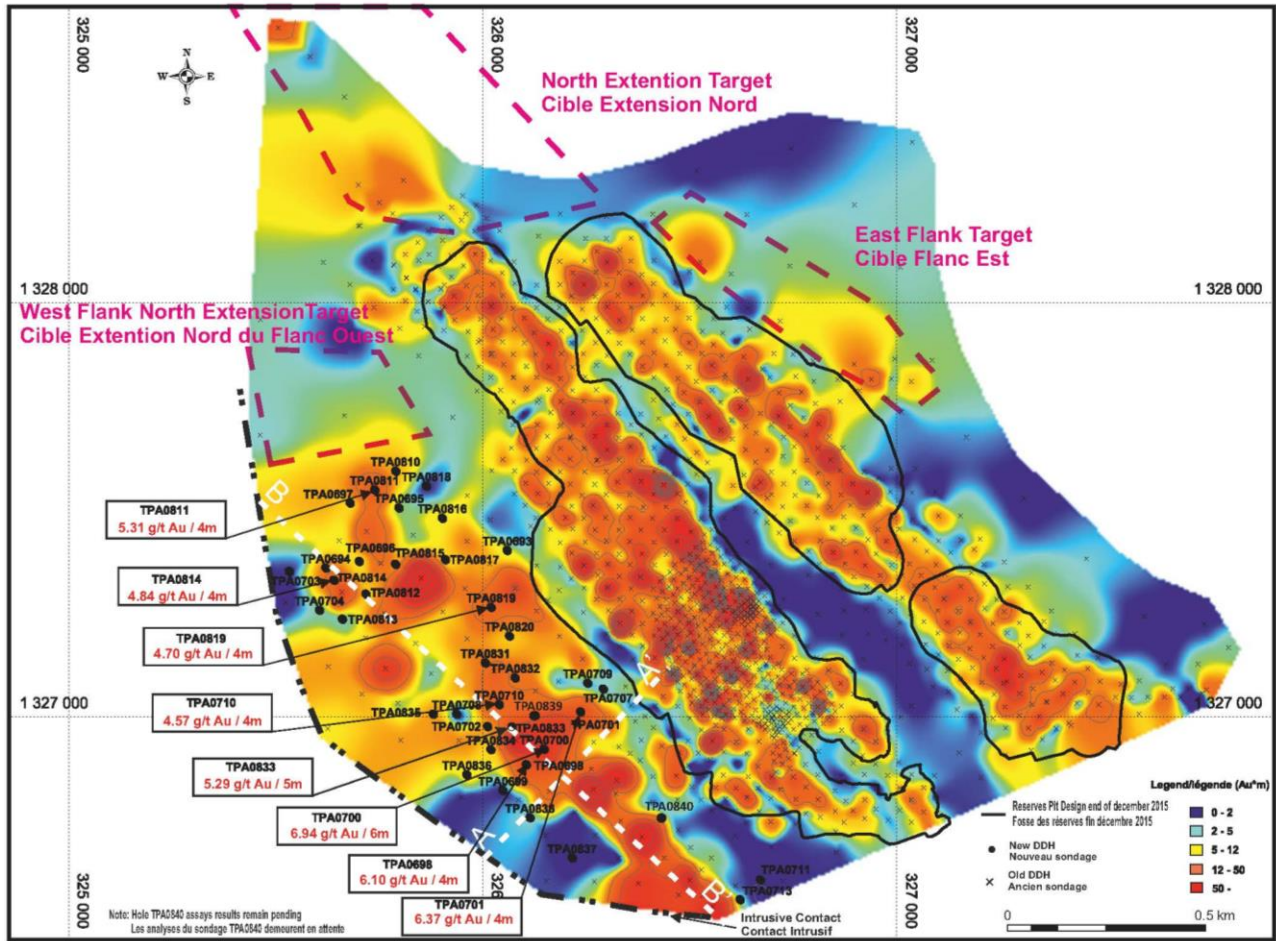 325 000
326 000
327 000
N
W E
S
North Extention Target
Cible Extension Nord
East Flank Target
Cible Flanc Est
1 328 000
1 328 000
West Flank North ExtensionTarget
Cible Extention Nord du Flanc Ouest
B
TPA0810
TPA0811
TPA0818
TPA0697
TPA0695
TPA0816
TPA0811
5.31 g/t Au / 4m
TPA0693
TPA0696
TPA0694
TPA0815
TPA0817
TPA0703
TPA0814
TPA0812
TPA0704
TPA0813
TPA0814
4.84 g/t Au / 4m
TPA0819
TPA0820
TPA0819
4.70 g/t Au / 4m
TPA0831
TPA0832
TPA0709
TPA0707
A'
TPA0710
4.57 g/t Au / 4m
TPA0710
TPA0708
TPA0835
TPA0839
TPA0701
1 327 000
1 327 000
TPA0702
TPA0833
TPA0834
TPA0700
TPA0698
TPA0836
TPA0699
TPA0833
5.29 g/t Au / 5m
TPA0838
TPA0840
TPA0700
6.94 g/t Au / 6m
A
TPA0837
TPA0698
6.10 g/t Au / 4m
TPA0711
TPA0713
B'
TPA0701
6.37 g/t Au / 4m
325 000
326
327 000
Intrusive Contact
Contact Intrusif
Note: Hole TPA0840 assays results remain pending
Les analyses du sondage TPA0840 demeurent en attente
Legend/légende (Au*m)
Reserves Pit Design end of december 2015
Fosse des réserves fin décembre 2015
New DDH
Nouveau sondage
Old DDH
Ancien sondage
0 - 2
2 - 5
5 - 12
12 - 50
50 -
0 0.5 km